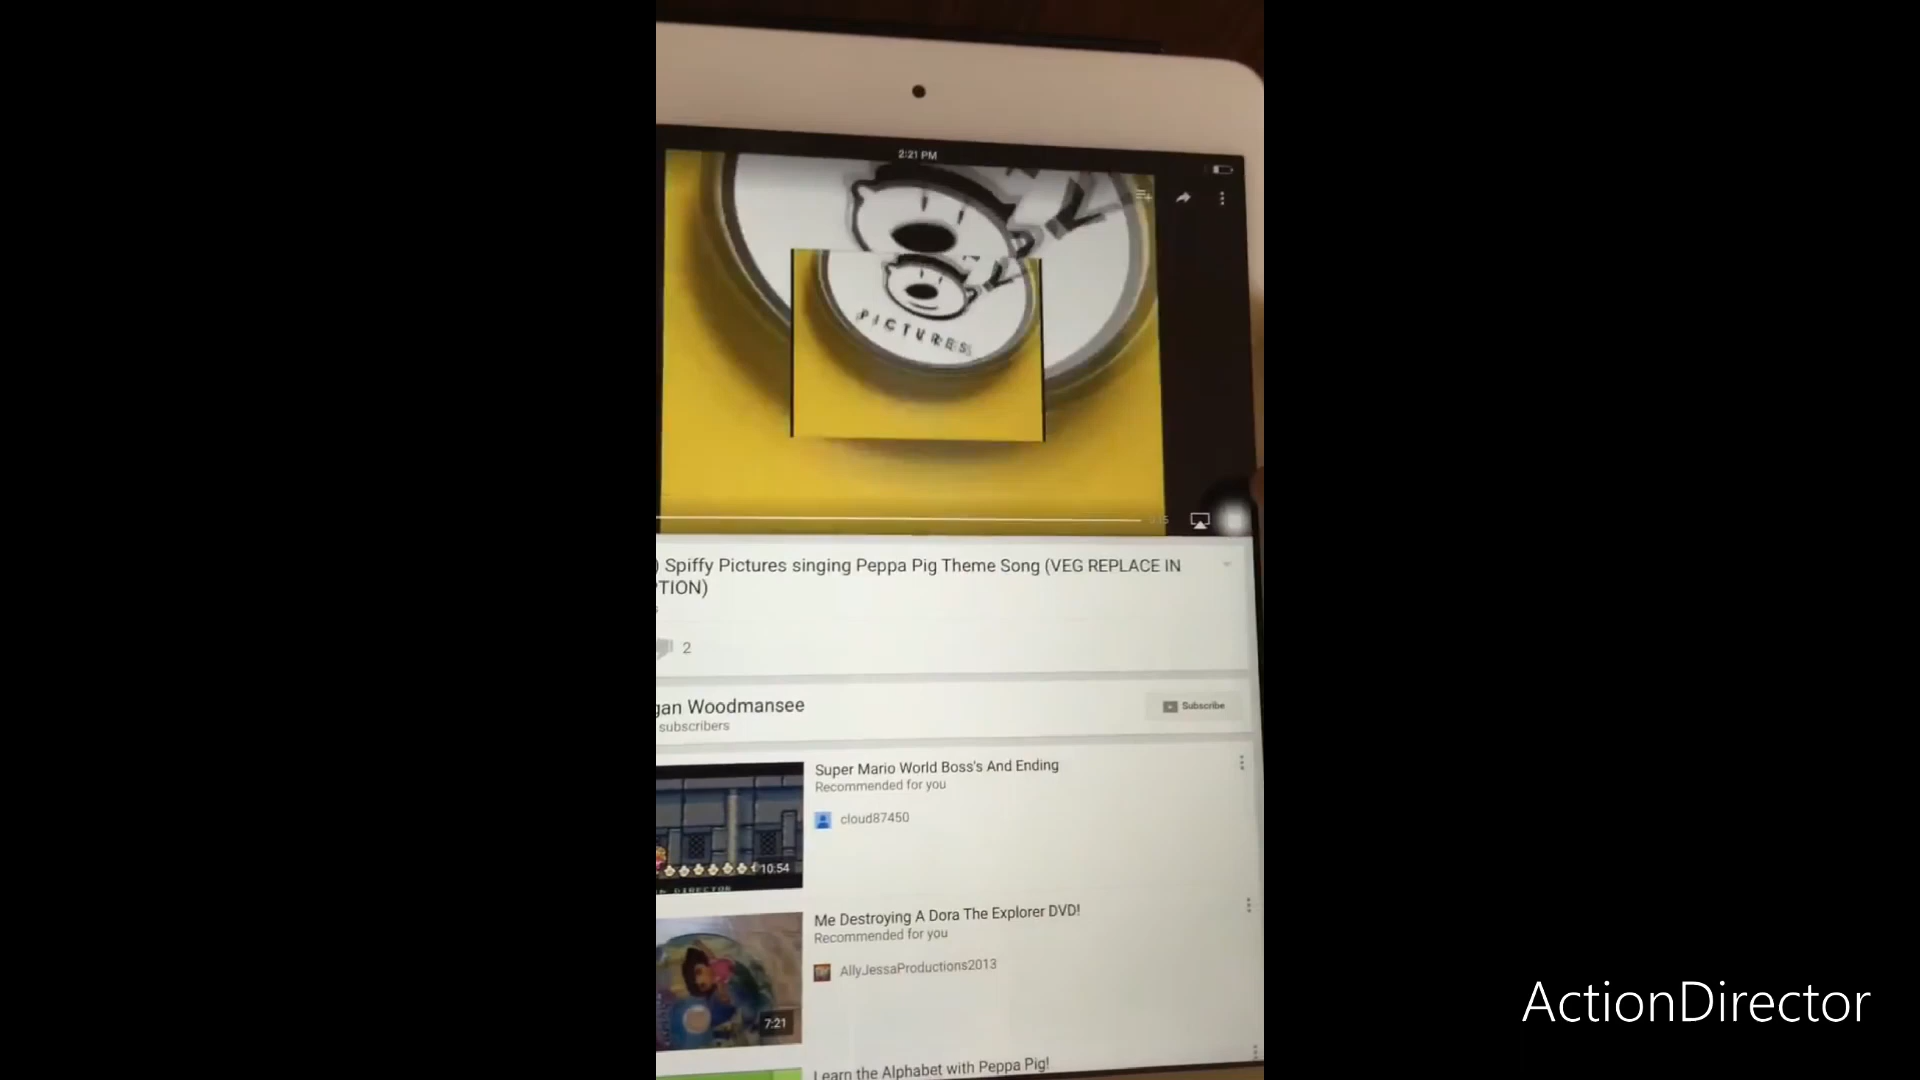 2:21 PM
PICTURES
) Spiffy Pictures singing Peppa Pig Theme Song (VEG REPLACE IN
PTION)
2
gan Woodmansee
subscribers
Subscribe
Super Mario World Boss's And Ending
Recommended for you
cloud87450
10:54
DIRECTOR
Me Destroying A Dora The Explorer DVD!
Recommended for you
AllyJessaProductions2013
7:21
Learn the Alphabet with Peppa Pig!
ActionDirector